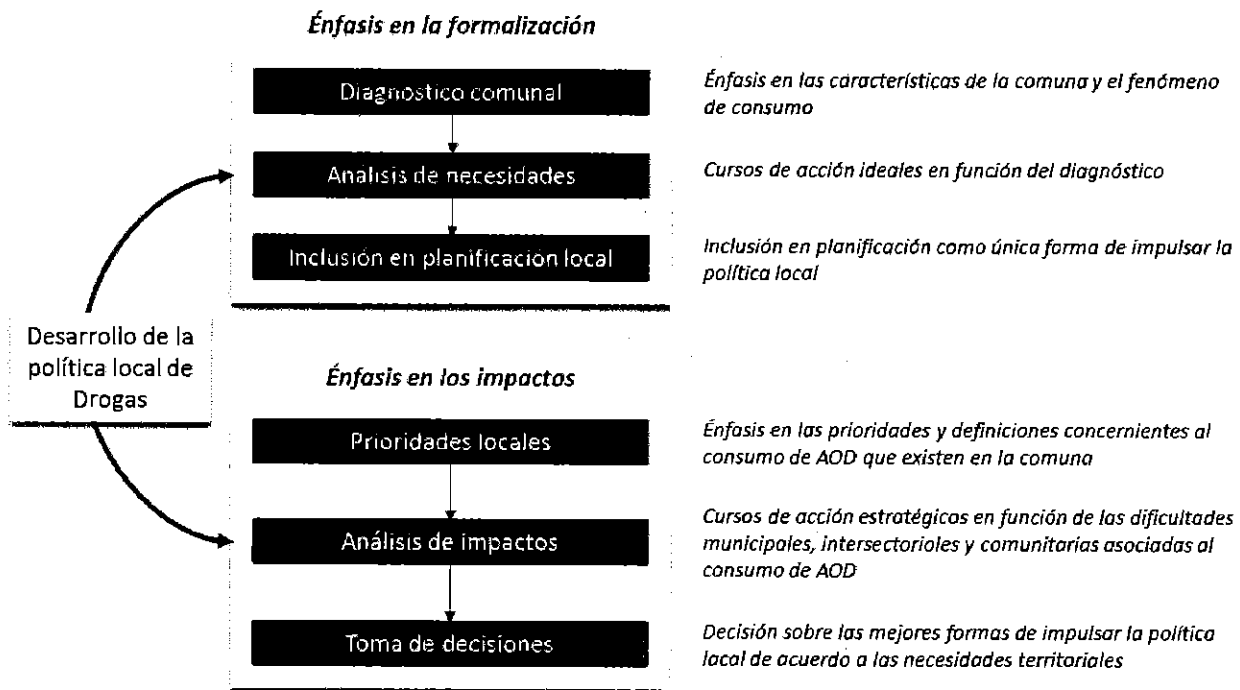 Énfasis en la formalización
Diagnóstico comunal
Énfasis en las características de la comuna y el fenómeno
de consumo
Análisis de necesidades
Cursos de acción ideales en función del diagnóstico
Inclusión en planificación local
Inclusión en planificación como única forma de impulsar la
política local
Desarrollo de la
política local de
Drogas
Énfasis en los impactos
Prioridades locales
Énfasis en las prioridades y definiciones concernientes al
consumo de AOD que existen en la comuna
Análisis de impactos
Cursos de acción estratégicos en función de las dificultades
municipales, intersectoriales y comunitarias asociadas al
consumo de AOD
Toma de decisiones
Decisión sobre las mejores formas de impulsar la política
local de acuerdo a las necesidades territoriales